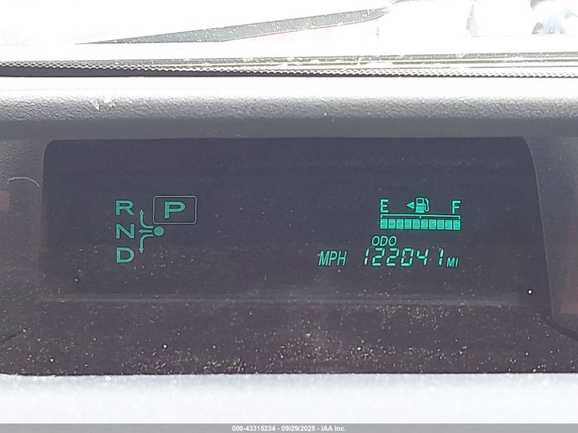 R P
N
D
E F
ODO
MPH 122041 MI
000-43315234 - 09/29/2025 - IAA Inc.